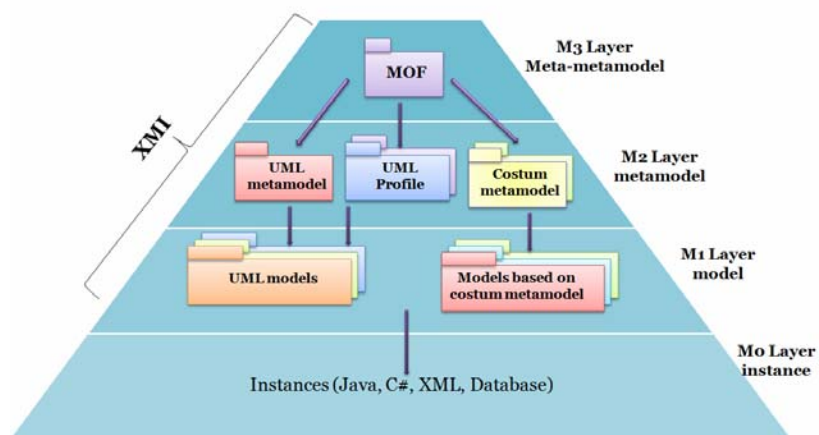 M3 Layer
Meta-metamodel
MOF
XMI
M2 Layer
metamodel
UML
metamodel
UML
Profile
Costum
metamodel
M1 Layer
model
UML models
Models based on
costum metamodel
M0 Layer
instance
Instances (Java, C#, XML, Database)